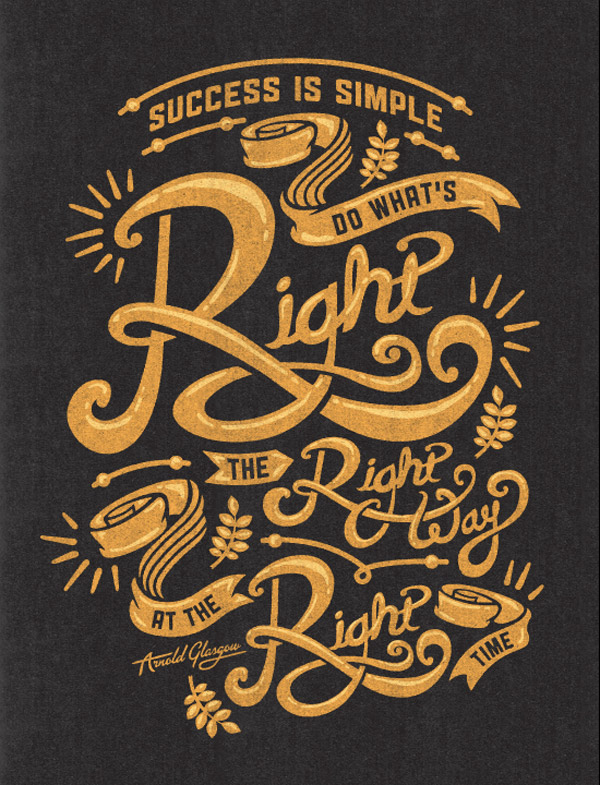 SUCCESS IS SIMPLE
DO WHAT'S
Right
THE Right Way
AT THE Right TIME
Arnold Glasgow